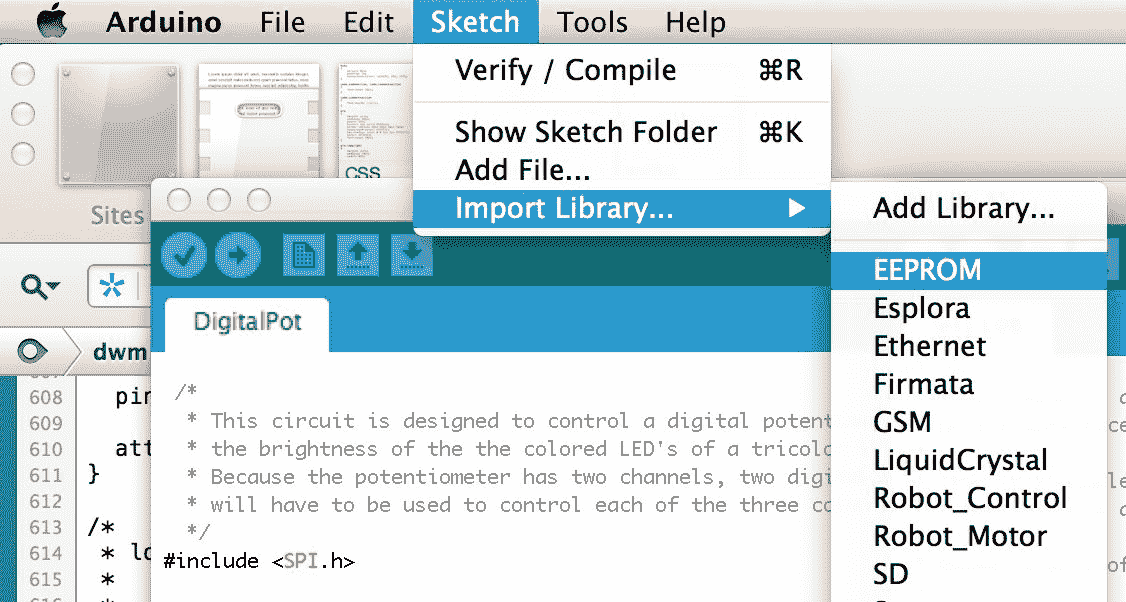 Arduino File Edit Sketch Tools Help
Verify / Compile ⌘R
Show Sketch Folder ⌘K
Add File...
Import Library...
Add Library...
EEPROM
Esplora
Ethernet
Firmata
GSM
LiquidCrystal
Robot_Control
Robot_Motor
SD
CSS
Sites
DigitalPot
dwm
/*
* This circuit is designed to control a digital potent
* the brightness of the the colored LED's of a tricolo
* Because the potentiometer has two channels, two digi
* will have to be used to control each of the three co
*/
#include <SPI.h>
608 pin
609
610 att
611 }
612
613 /*
614 * lo
615 *